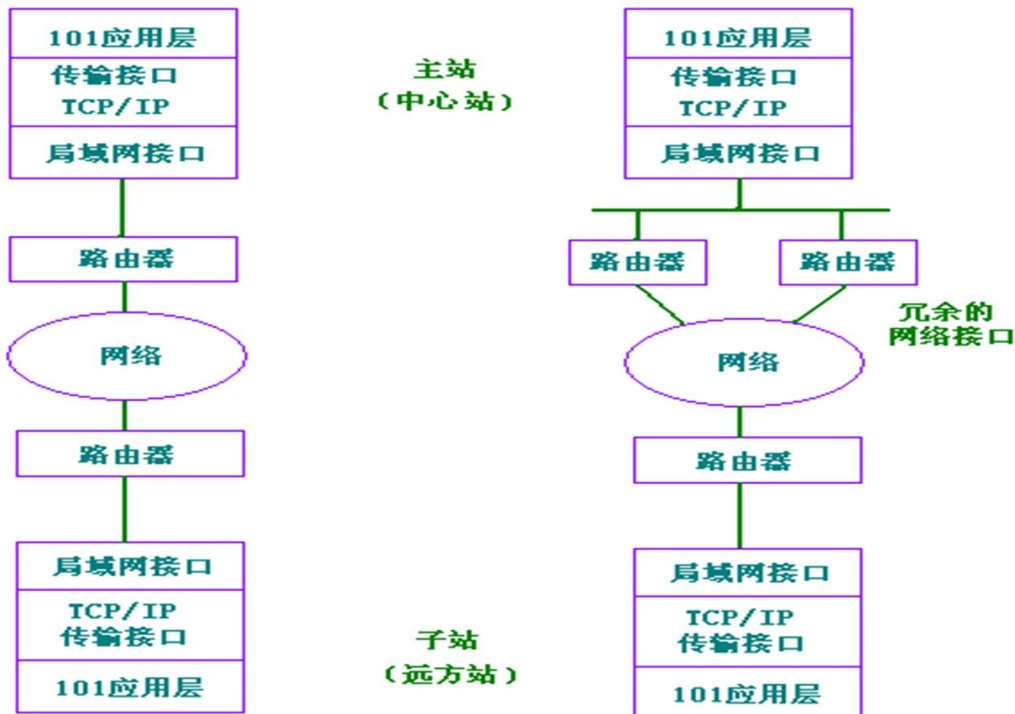 101应用层
传输接口
TCP/IP
局域网接口
路由器
网络
路由器
局域网接口
TCP/IP
传输接口
101应用层
主站
(中心站)
子站
(远方站)
101应用层
传输接口
TCP/IP
局域网接口
路由器
路由器
冗余的
网络接口
网络
路由器
局域网接口
TCP/IP
传输接口
101应用层